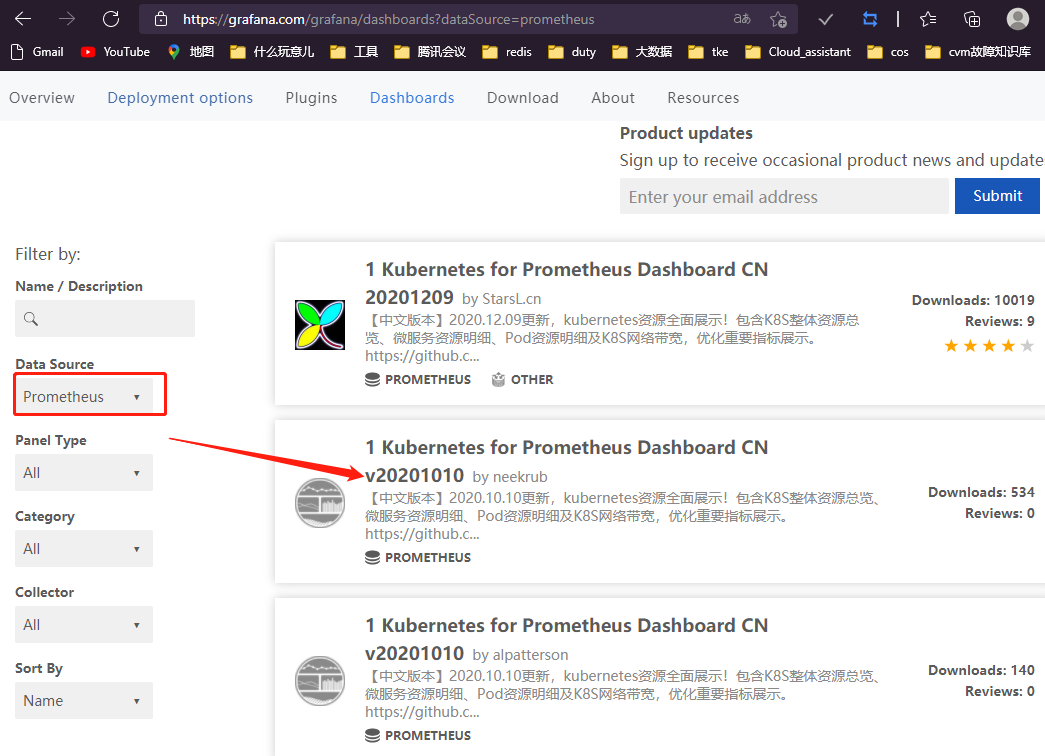 https://grafana.com/grafana/dashboards?dataSource=prometheus
aあ
Gmail YouTube 地图 什么玩意儿 工具 腾讯会议 redis duty 大数据 tke Cloud_assistant cos cvm故障知识库
Overview Deployment options Plugins Dashboards Download About Resources
Product updates
Sign up to receive occasional product news and update
Enter your email address Submit
Filter by:
Name / Description
Data Source
Prometheus
Panel Type
All
Category
All
Collector
All
Sort By
Name
1 Kubernetes for Prometheus Dashboard CN
20201209 by StarsL.cn
【中文版本】2020.12.09更新，kubernetes资源全面展示！包含K8S整体资源总
览、微服务资源明细、Pod资源明细及K8S网络带宽，优化重要指标展示。
https://github.c...
PROMETHEUS OTHER
Downloads: 10019
Reviews: 9
1 Kubernetes for Prometheus Dashboard CN
v20201010 by neekrub
【中文版本】2020.10.10更新，kubernetes资源全面展示！包含K8S整体资源总览、
微服务资源明细、Pod资源明细及K8S网络带宽，优化重要指标展示。
https://github.c...
PROMETHEUS
Downloads: 534
Reviews: 0
1 Kubernetes for Prometheus Dashboard CN
v20201010 by alpatterson
【中文版本】2020.10.10更新，kubernetes资源全面展示！包含K8S整体资源总览、
微服务资源明细、Pod资源明细及K8S网络带宽，优化重要指标展示。
https://github.c...
PROMETHEUS
Downloads: 140
Reviews: 0